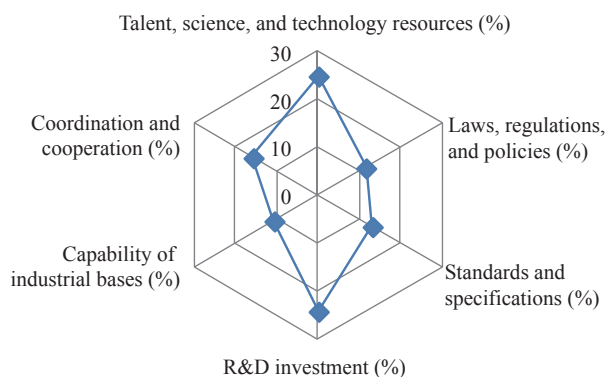 Talent, science, and technology resources (%)
30
20
10
0
Laws, regulations,
and policies (%)
Standards and
specifications (%)
R&D investment (%)
Capability of
industrial bases (%)
Coordination and
cooperation (%)